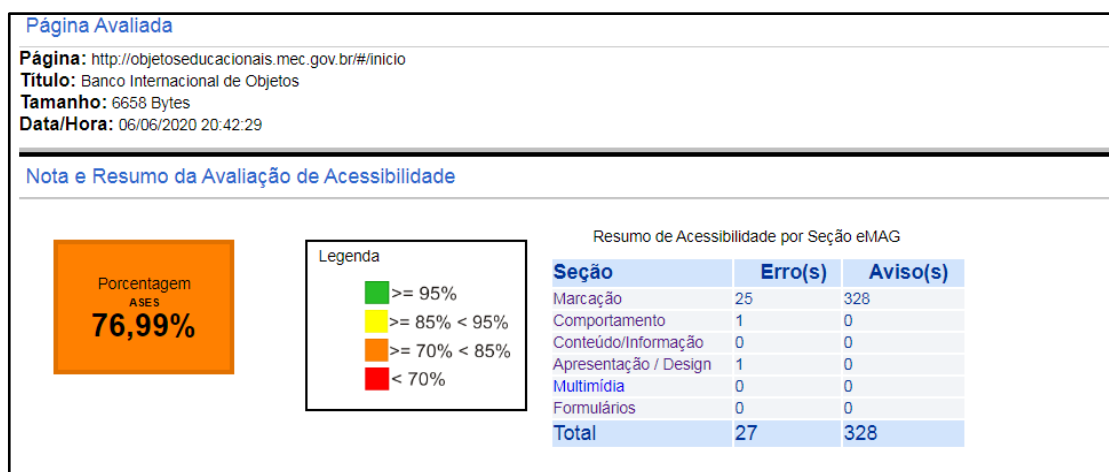 Página Avaliada
Página: http://objetoseducacionais.mec.gov.br/#/inicio
Título: Banco Internacional de Objetos
Tamanho: 6658 Bytes
Data/Hora: 06/06/2020 20:42:29
Nota e Resumo da Avaliação de Acessibilidade
Porcentagem
ASES
76,99%
Legenda
>= 95%
>= 85% < 95%
>= 70% < 85%
< 70%
Resumo de Acessibilidade por Seção eMAG
Seção Erro(s) Aviso(s)
Marcação 25 328
Comportamento 1 0
Conteúdo/Informação 0 0
Apresentação / Design 1 0
Multimídia 0 0
Formulários 0 0
Total 27 328